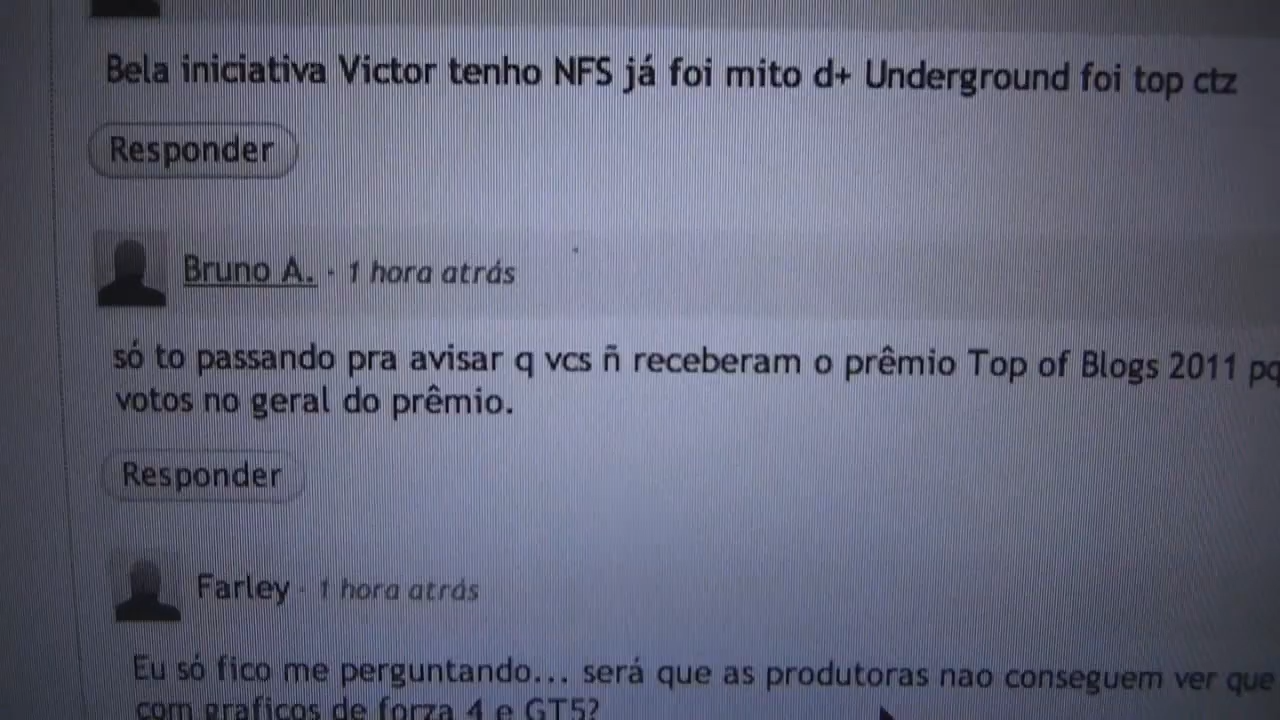 Bela iniciativa Victor tenho NFS já foi mito d+ Underground foi top ctz
Responder
Bruno A. · 1 hora atrás
só to passando pra avisar q vcs ñ receberam o prêmio Top of Blogs 2011 pq
votos no geral do prêmio.
Responder
Farley · 1 hora atrás
Eu só fico me perguntando... será que as produtoras nao conseguem ver que
com graficos de forza 4 e GT5?